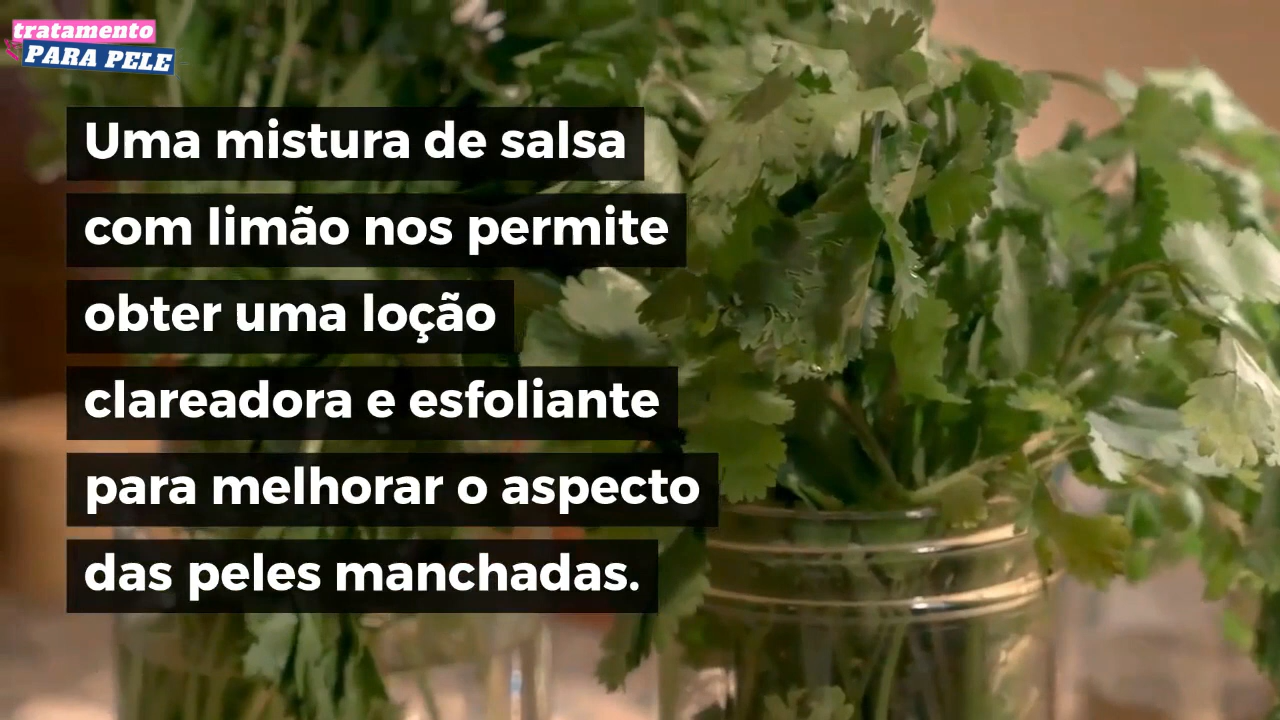 tratamento
PARA PELE
Uma mistura de salsa
com limão nos permite
obter uma loção
clareadora e esfoliante
para melhorar o aspecto
das peles manchadas.